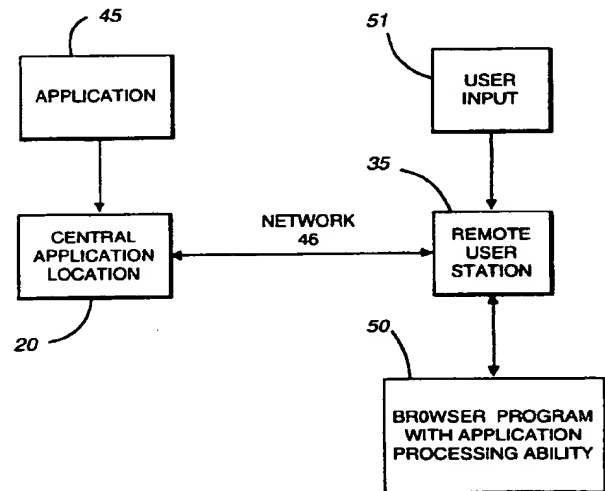 45
APPLICATION
51
USER
INPUT
35
CENTRAL
APPLICATION
LOCATION
20
NETWORK
46
REMOTE
USER
STATION
50
BROWSER PROGRAM
WITH APPLICATION
PROCESSING ABILITY